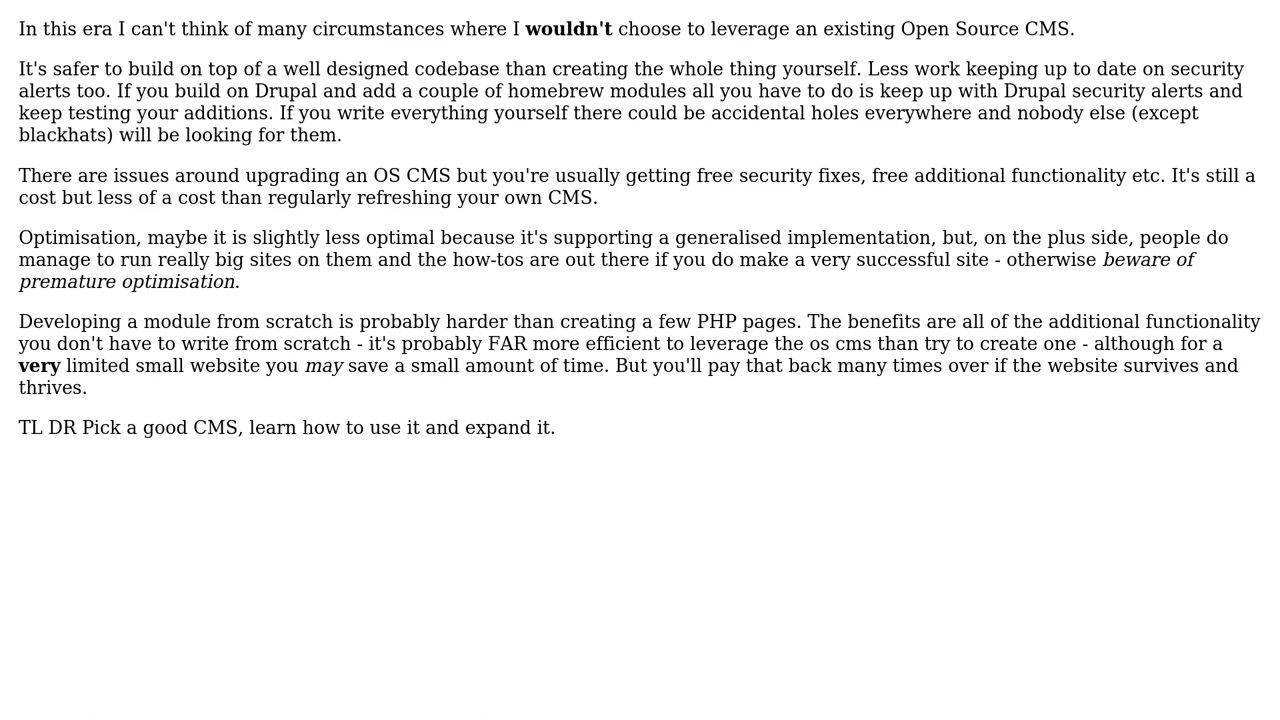 In this era I can't think of many circumstances where I wouldn't choose to leverage an existing Open Source CMS.
It's safer to build on top of a well designed codebase than creating the whole thing yourself. Less work keeping up to date on security
alerts too. If you build on Drupal and add a couple of homebrew modules all you have to do is keep up with Drupal security alerts and
keep testing your additions. If you write everything yourself there could be accidental holes everywhere and nobody else (except
blackhats) will be looking for them.
There are issues around upgrading an OS CMS but you're usually getting free security fixes, free additional functionality etc. It's still a
cost but less of a cost than regularly refreshing your own CMS.
Optimisation, maybe it is slightly less optimal because it's supporting a generalised implementation, but, on the plus side, people do
manage to run really big sites on them and the how-tos are out there if you do make a very successful site - otherwise beware of
premature optimisation.
Developing a module from scratch is probably harder than creating a few PHP pages. The benefits are all of the additional functionality
you don't have to write from scratch - it's probably FAR more efficient to leverage the os cms than try to create one - although for a
very limited small website you may save a small amount of time. But you'll pay that back many times over if the website survives and
thrives.
TL DR Pick a good CMS, learn how to use it and expand it.